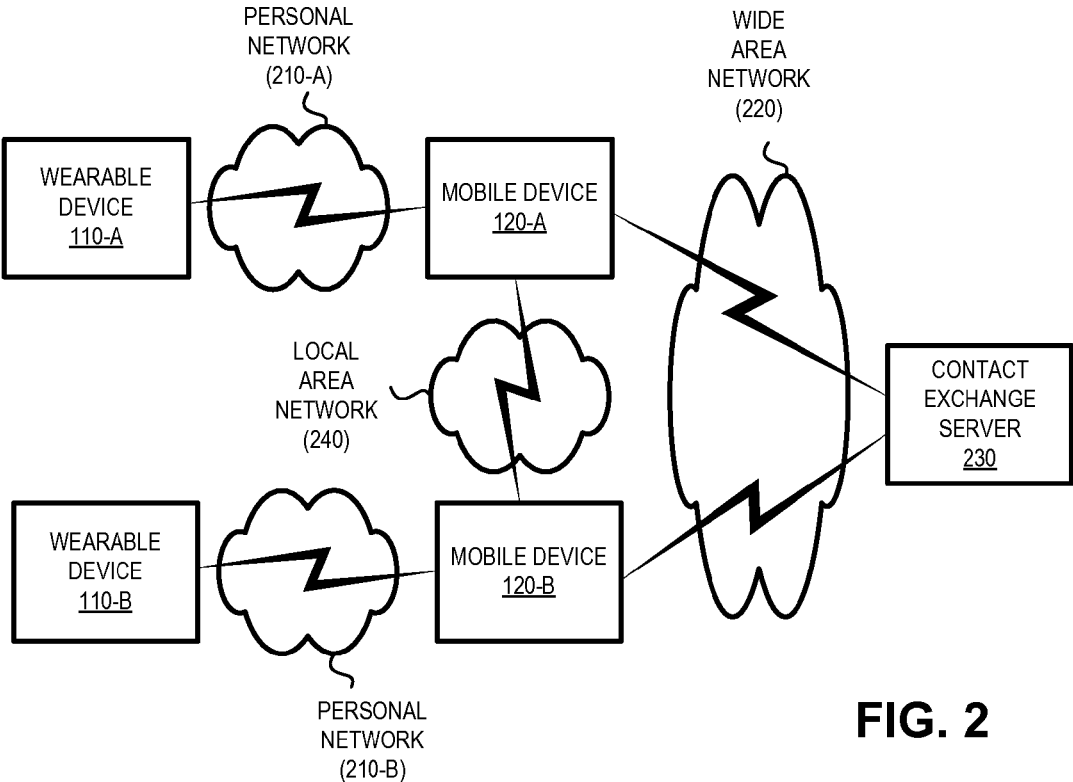 PERSONAL
NETWORK
(210-A)
WIDE
AREA
NETWORK
(220)
WEARABLE
DEVICE
110-A
MOBILE DEVICE
120-A
LOCAL
AREA
NETWORK
(240)
CONTACT
EXCHANGE
SERVER
230
WEARABLE
DEVICE
110-B
MOBILE DEVICE
120-B
PERSONAL
NETWORK
(210-B)
FIG. 2